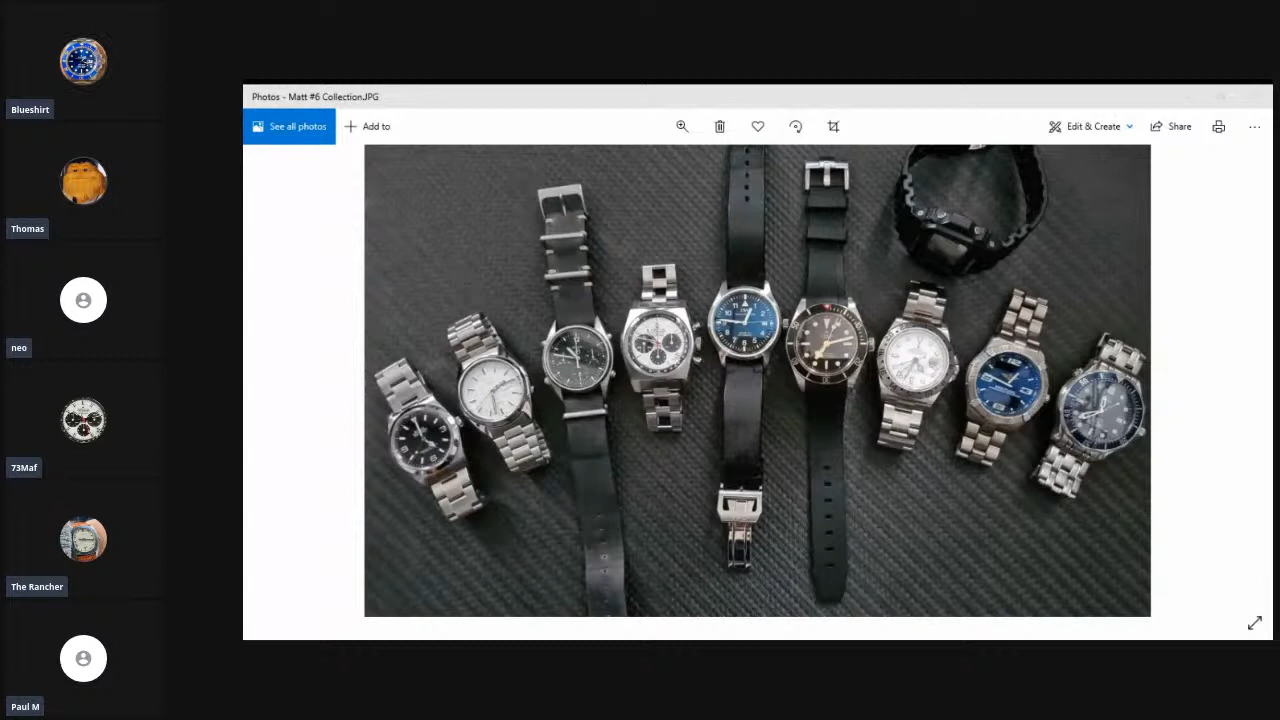 Blueshirt
Thomas
neo
73Maf
The Rancher
Paul M
Photos - Matt #6 Collection.JPG
See all photos
Add to
Edit & Create
Share